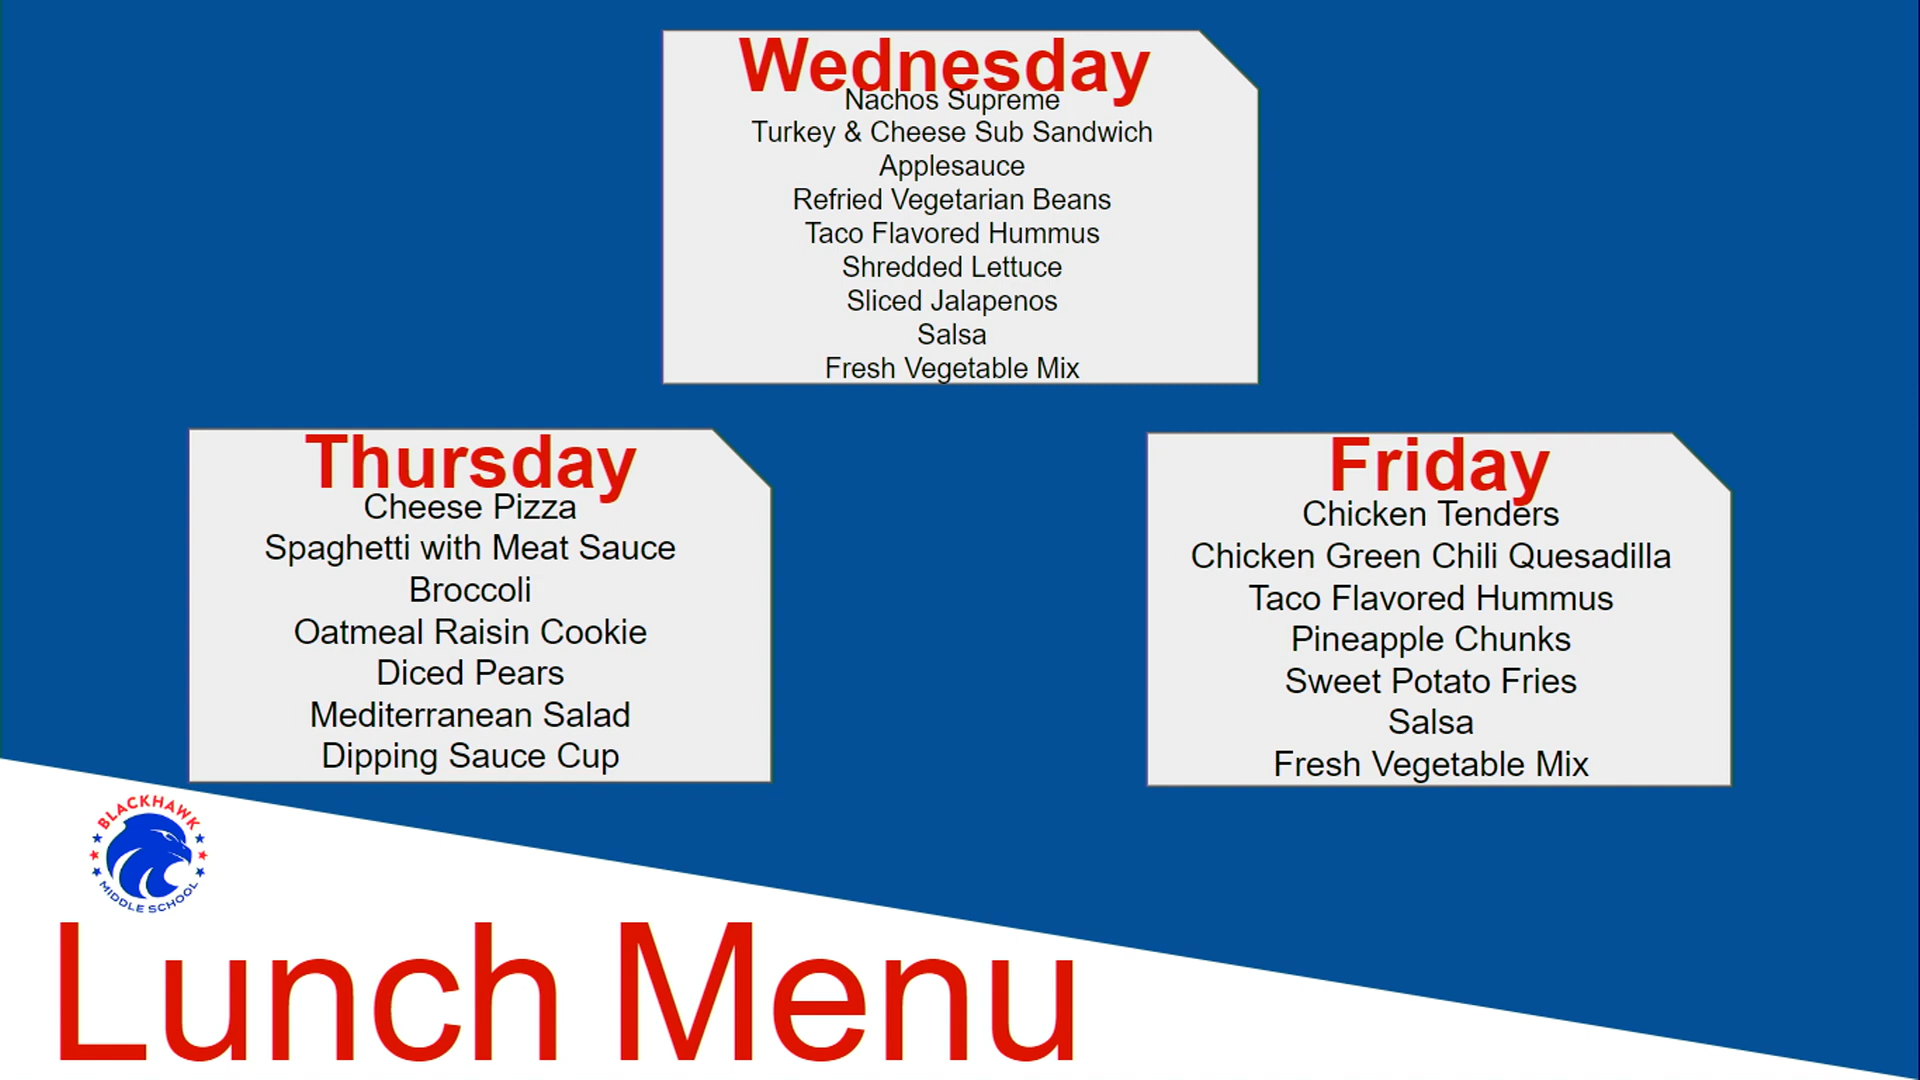 Wednesday
Nachos Supreme
Turkey & Cheese Sub Sandwich
Applesauce
Refried Vegetarian Beans
Taco Flavored Hummus
Shredded Lettuce
Sliced Jalapenos
Salsa
Fresh Vegetable Mix
Thursday
Cheese Pizza
Spaghetti with Meat Sauce
Broccoli
Oatmeal Raisin Cookie
Diced Pears
Mediterranean Salad
Dipping Sauce Cup
Friday
Chicken Tenders
Chicken Green Chili Quesadilla
Taco Flavored Hummus
Pineapple Chunks
Sweet Potato Fries
Salsa
Fresh Vegetable Mix
BLACKHAWK
MIDDLE SCHOOL
Lunch Menu